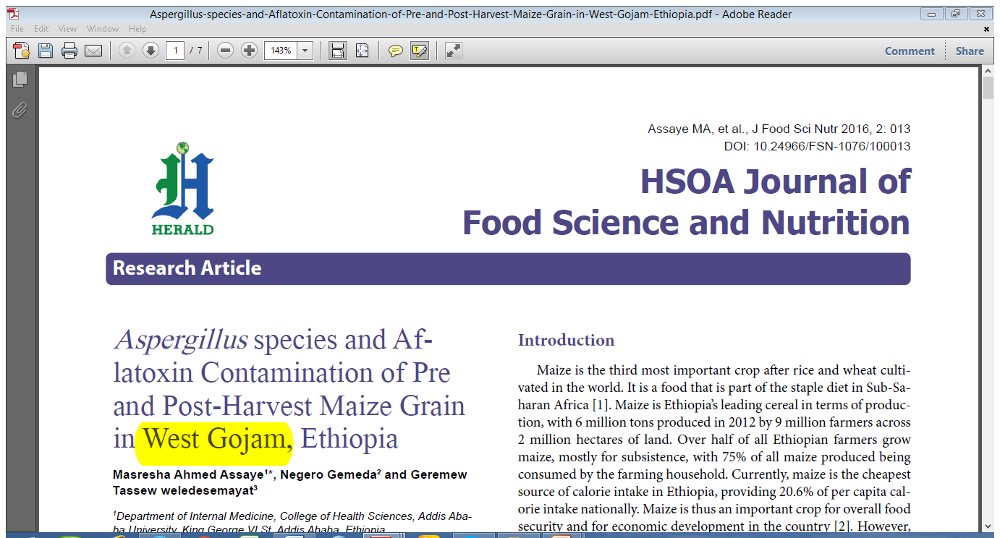 Aspergillus-species-and-Aflatoxin-Contamination-of-Pre-and-Post-Harvest-Maize-Grain-in-West-Gojam-Ethiopia.pdf - Adobe Reader
File Edit View Window Help
1 / 7 143% Comment Share
Assaye MA, et al., J Food Sci Nutr 2016, 2: 013
DOI: 10.24966/FSN-1076/100013
HERALD
HSOA Journal of
Food Science and Nutrition
Research Article
Aspergillus species and Af-
latoxin Contamination of Pre
and Post-Harvest Maize Grain
in West Gojam, Ethiopia
Masresha Ahmed Assaye¹*, Negero Gemeda² and Geremew
Tassew weledesemayat³
¹Department of Internal Medicine, College of Health Sciences, Addis Aba-
ba University, King George VI St, Addis Ababa, Ethiopia
Introduction
Maize is the third most important crop after rice and wheat culti-
vated in the world. It is a food that is part of the staple diet in Sub-Sa-
haran Africa [1]. Maize is Ethiopia's leading cereal in terms of produc-
tion, with 6 million tons produced in 2012 by 9 million farmers across
2 million hectares of land. Over half of all Ethiopian farmers grow
maize, mostly for subsistence, with 75% of all maize produced being
consumed by the farming household. Currently, maize is the cheapest
source of calorie intake in Ethiopia, providing 20.6% of per capita cal-
orie intake nationally. Maize is thus an important crop for overall food
security and for economic development in the country [2]. However,